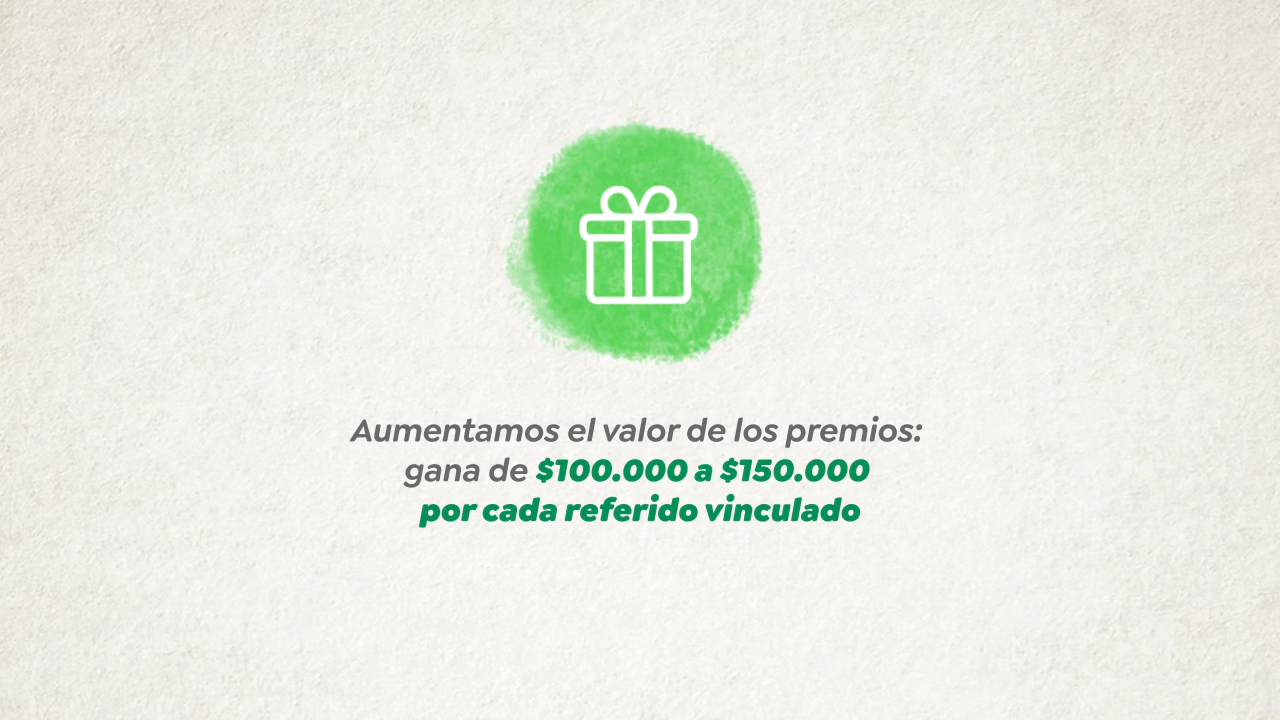 Aumentamos el valor de los premios:
gana de $100.000 a $150.000
por cada referido vinculado